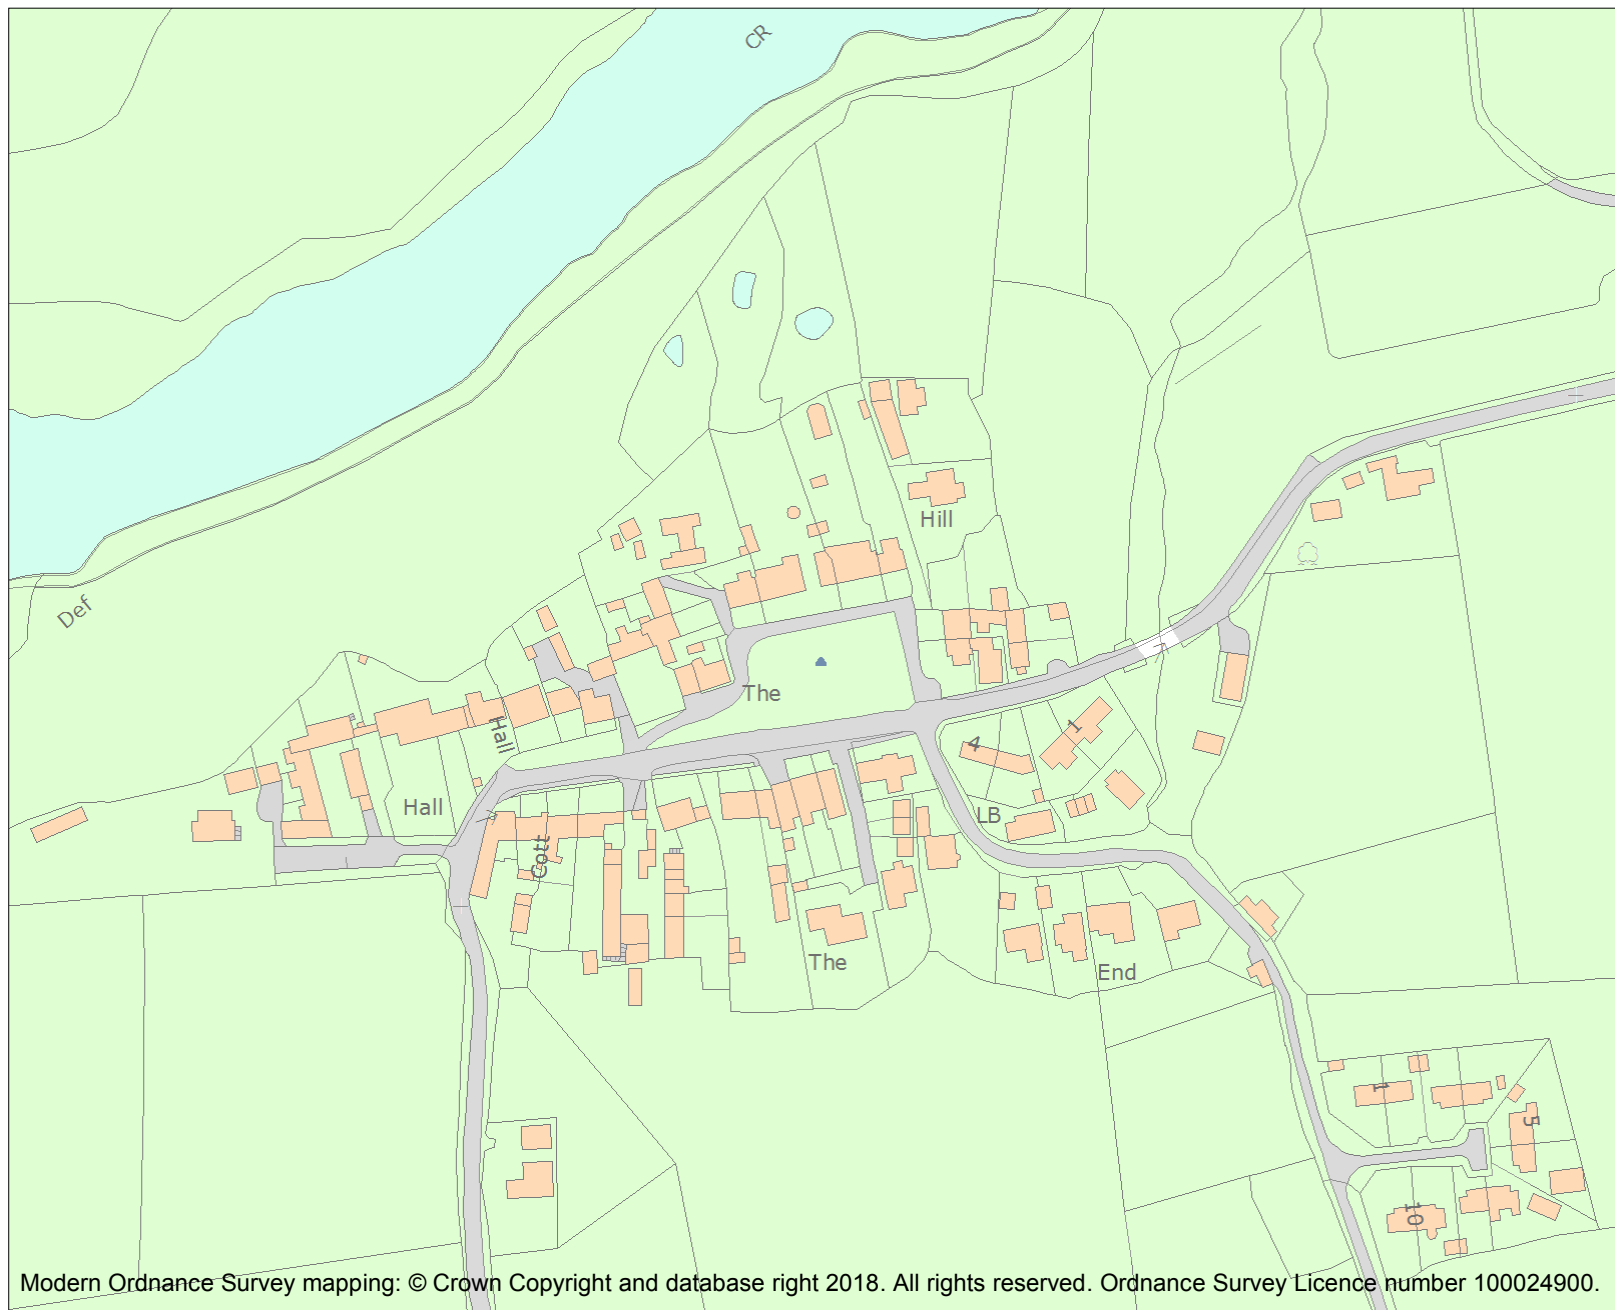 CR
Def
Hill
The
Hall
4
1
Hall
LB
Cott
The
End
1
5
10
Modern Ordnance Survey mapping: © Crown Copyright and database right 2018. All rights reserved. Ordnance Survey Licence number 100024900.